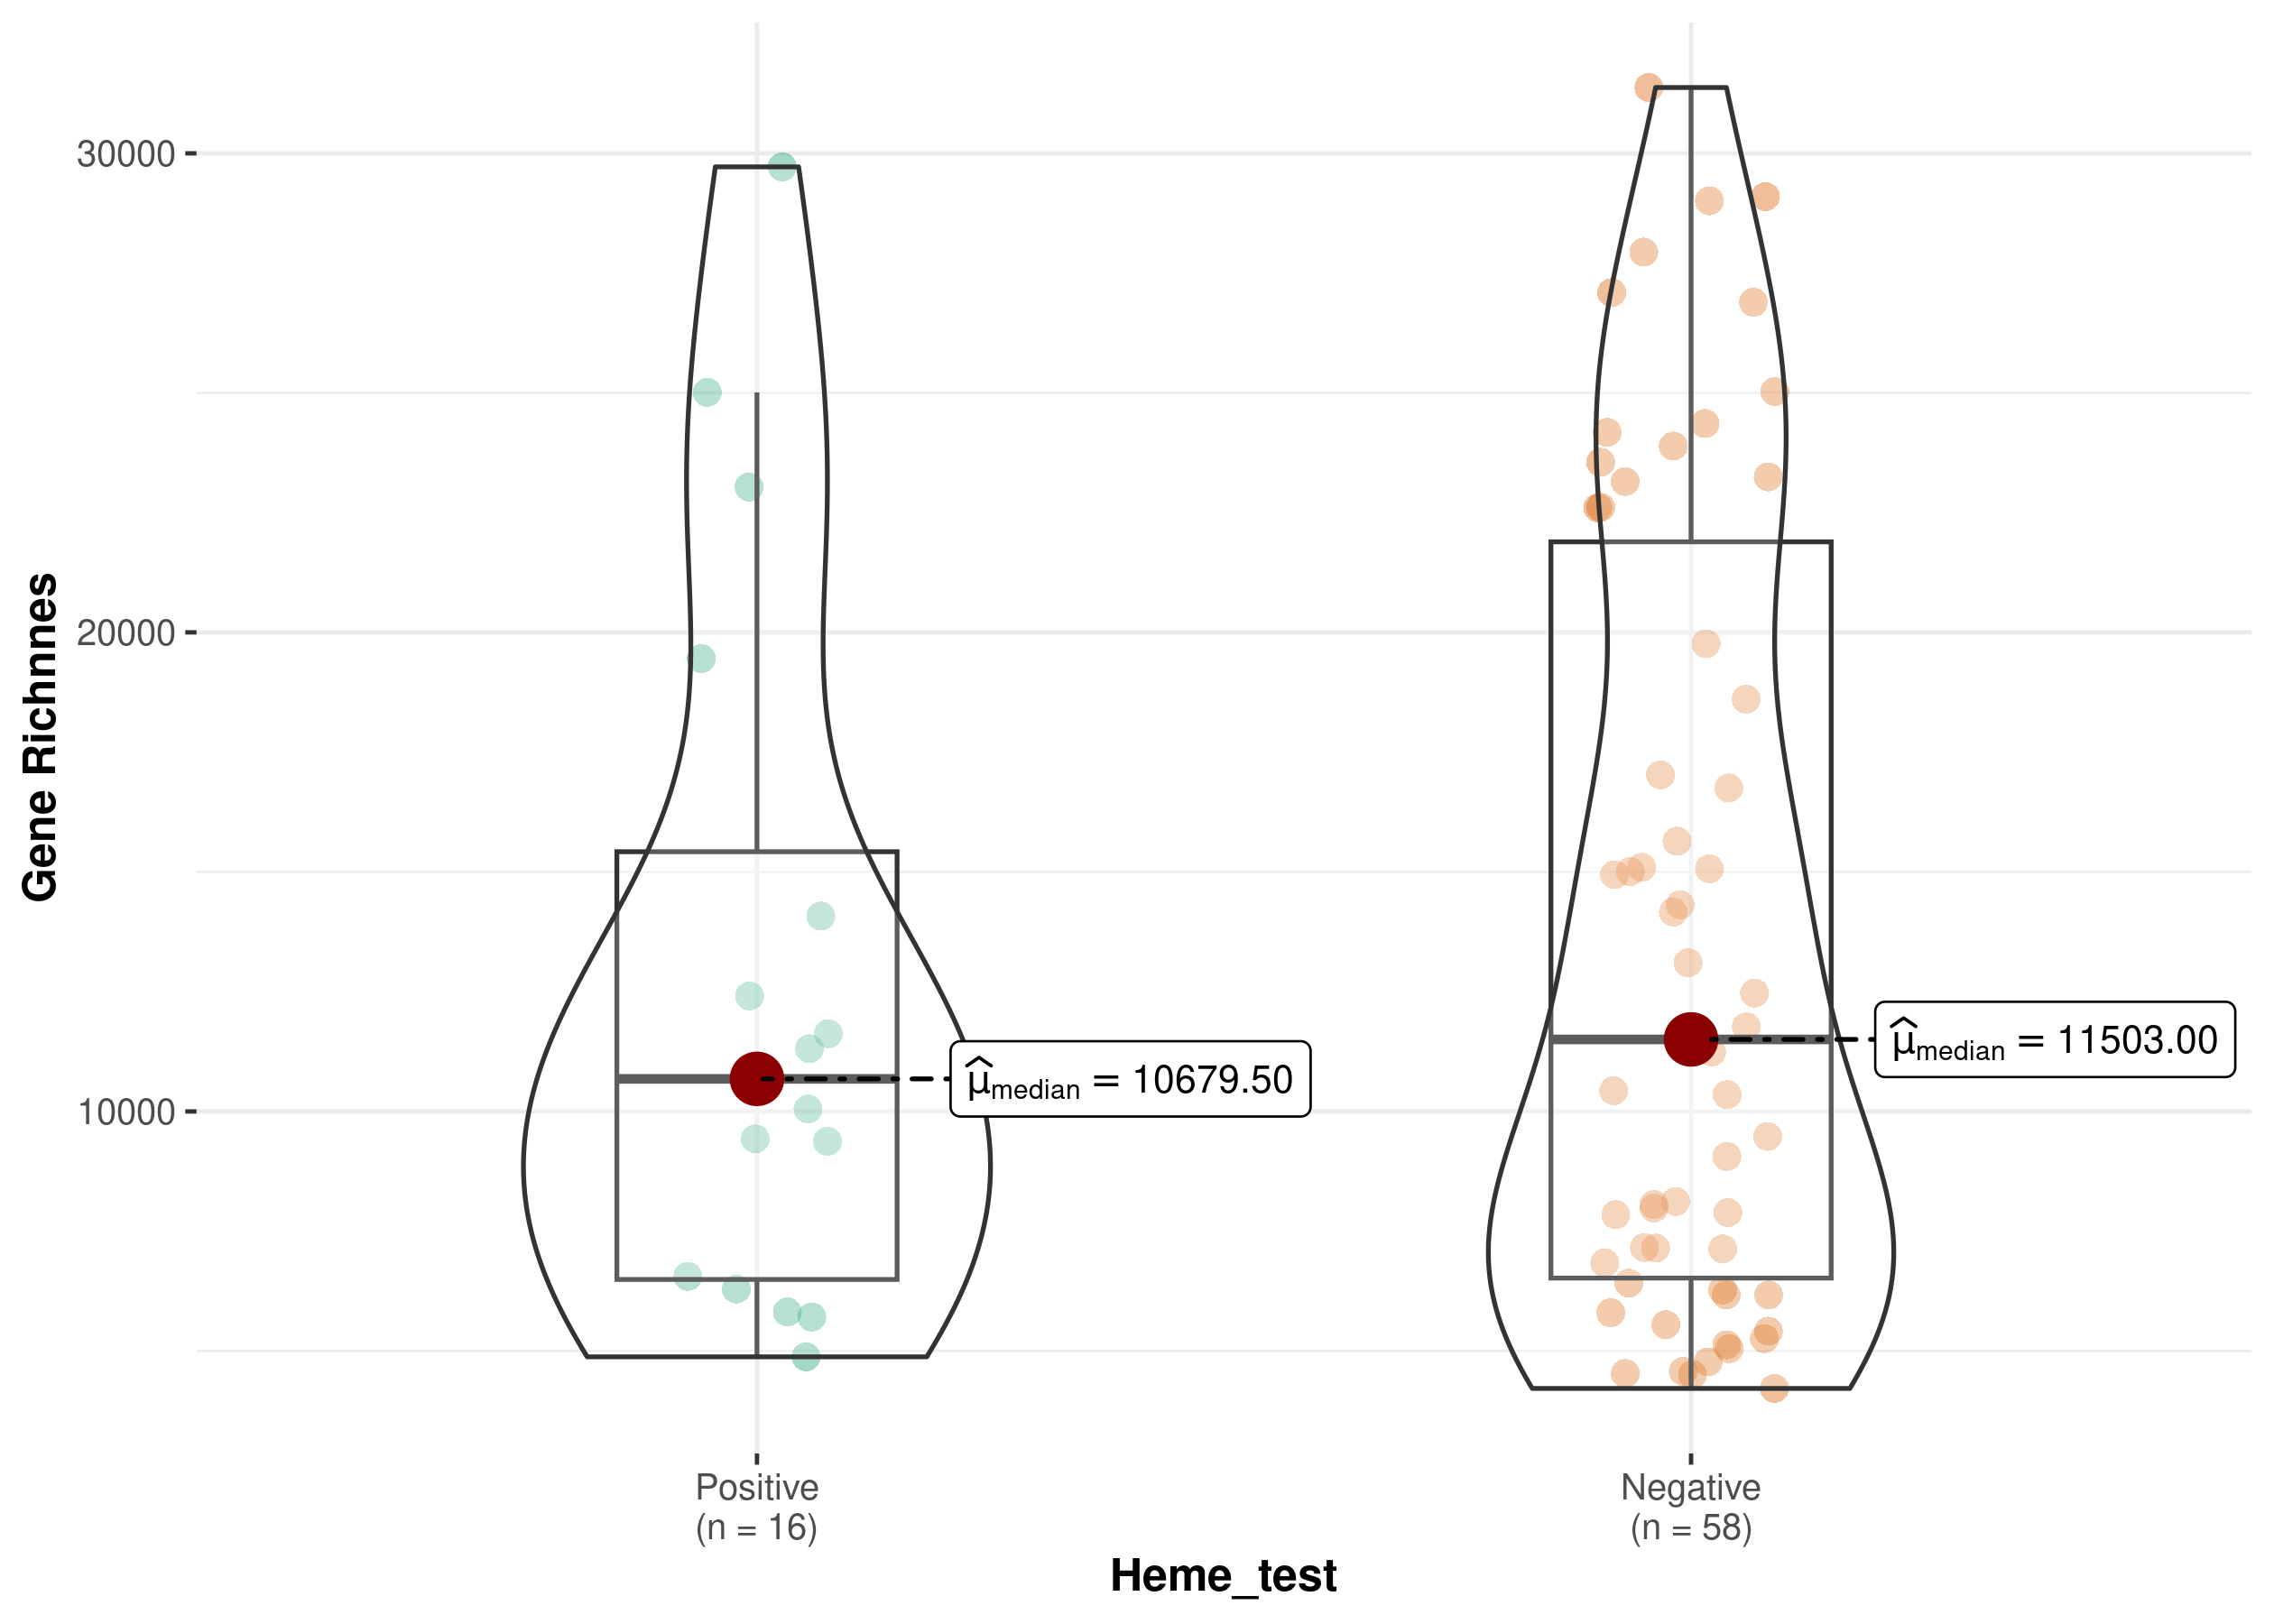 Gene Richnnes
30000
20000
10000
μ̂median = 10679.50
μ̂median = 11503.00
Positive
(n = 16)
Negative
(n = 58)
Heme_test